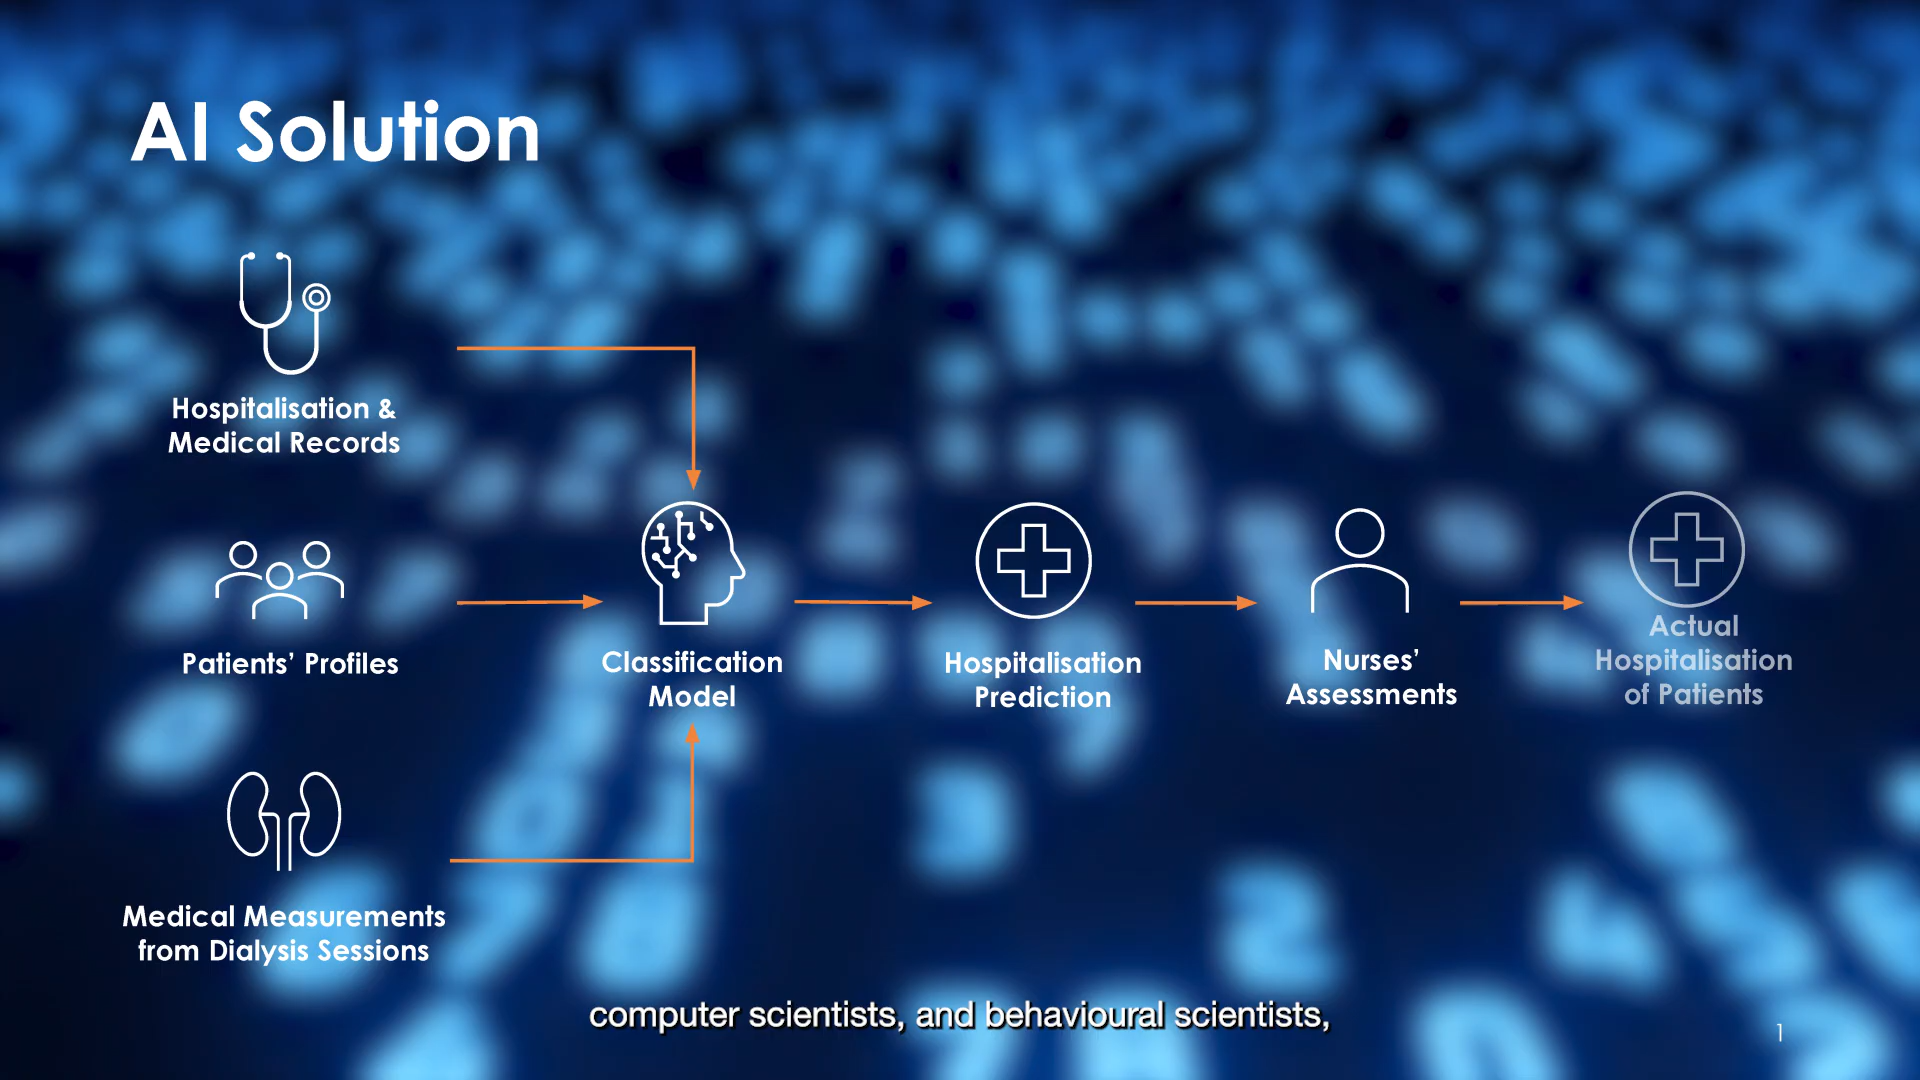 AI Solution
Hospitalisation &
Medical Records
Patients’ Profiles
Medical Measurements
from Dialysis Sessions
Classification
Model
Hospitalisation
Prediction
Nurses’
Assessments
Actual
Hospitalisation
of Patients
computer scientists, and behavioural scientists,
1